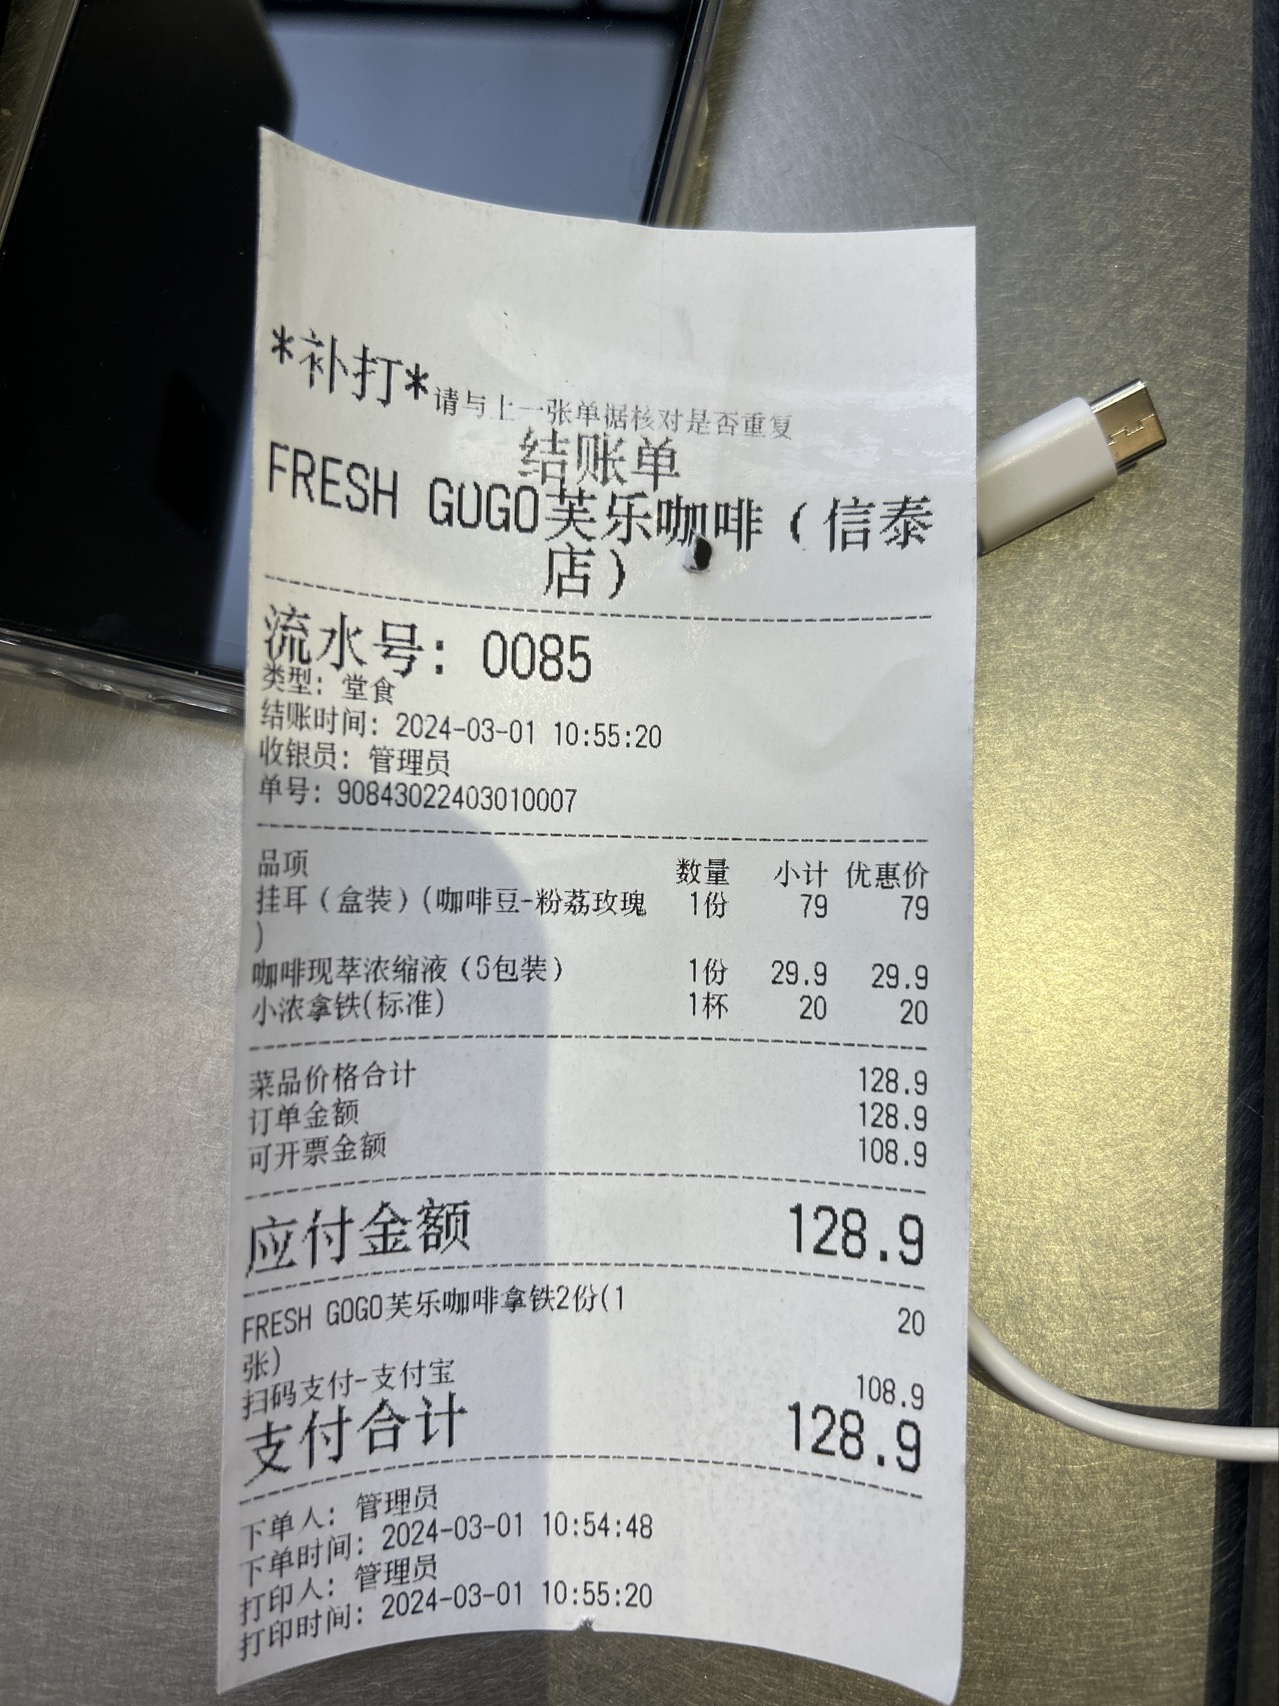 *补打*请与上一张单据核对是否重复
结账单
FRESH GOGO芙乐咖啡（信泰
店）
流水号：0085
类型：堂食
结账时间：2024-03-01 10:55:20
收银员：管理员
单号：90843022403010007
品项 数量 小计 优惠价
挂耳（盒装）(咖啡豆-粉荔玫瑰 1份 79 79
)
咖啡现萃浓缩液（6包装） 1份 29.9 29.9
小浓拿铁(标准) 1杯 20 20
菜品价格合计 128.9
订单金额 128.9
可开票金额 108.9
应付金额 128.9
FRESH GOGO芙乐咖啡拿铁2份(1 20
张)
扫码支付-支付宝 108.9
支付合计 128.9
下单人：管理员
下单时间：2024-03-01 10:54:48
打印人：管理员
打印时间：2024-03-01 10:55:20